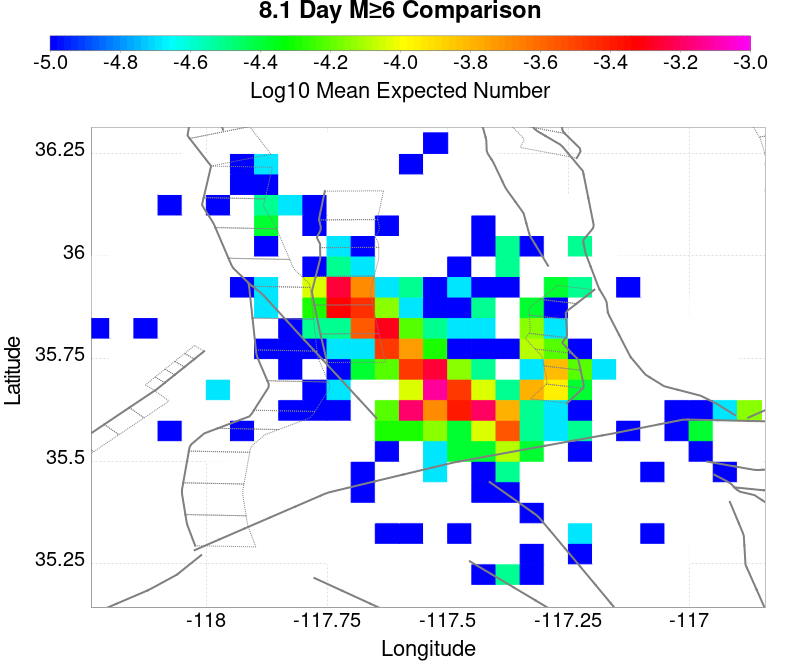 8.1 Day M≥6 Comparison
-5.0 -4.8 -4.6 -4.4 -4.2 -4.0 -3.8 -3.6 -3.4 -3.2 -3.0
Log10 Mean Expected Number
36.25
36
35.75
35.5
35.25
Latitude
-118 -117.75 -117.5 -117.25 -117
Longitude